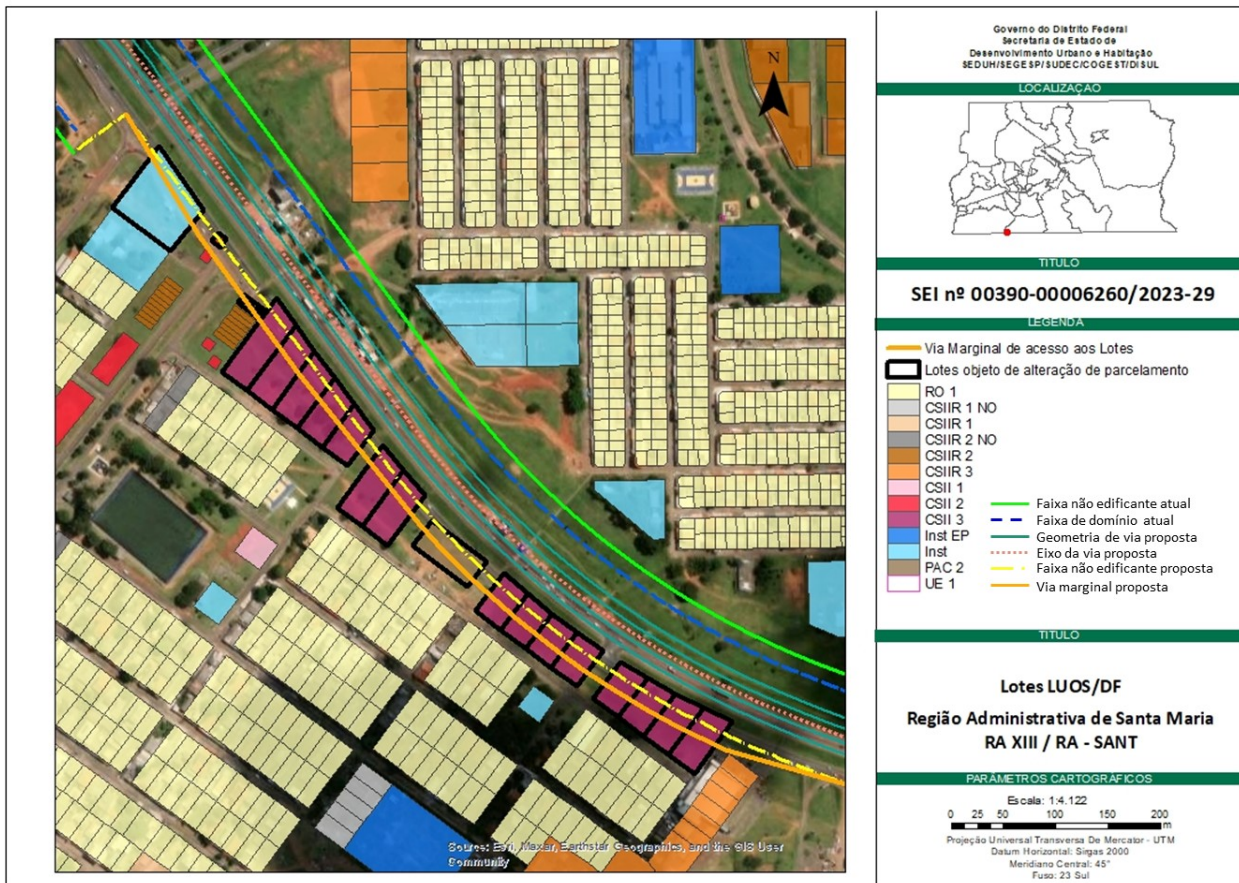 N
Source: Esri, Maxar, Earthstar Geographics, and the GIS User
Community
Governo do Distrito Federal
Secretaria de Estado de
Desenvolvimento Urbano e Habitação
SEDUH/SEGESP/SUDEC/COGEST/DISUL
LOCALIZAÇÃO
TITULO
SEI nº 00390-00006260/2023-29
LEGENDA
Via Marginal de acesso aos Lotes
Lotes objeto de alteração de parcelamento
RO 1
CSIIR 1 NO
CSIIR 1
CSIIR 2 NO
CSIIR 2
CSIIR 3
CSII 1
CSII 2
CSII 3
Inst EP
Inst
PAC 2
UE 1
Faixa não edificante atual
Faixa de domínio atual
Geometria de via proposta
Eixo da via proposta
Faixa não edificante proposta
Via marginal proposta
TITULO
Lotes LUOS/DF
Região Administrativa de Santa Maria
RA XIII / RA - SANT
PARÂMETROS CARTOGRÁFICOS
Escala: 1:4.122
0 25 50 100 150 200
m
Projeção Universal Transversa De Mercator - UTM
Datum Horizontal: Sirgas 2000
Meridiano Central: 45°
Fuso: 23 Sul